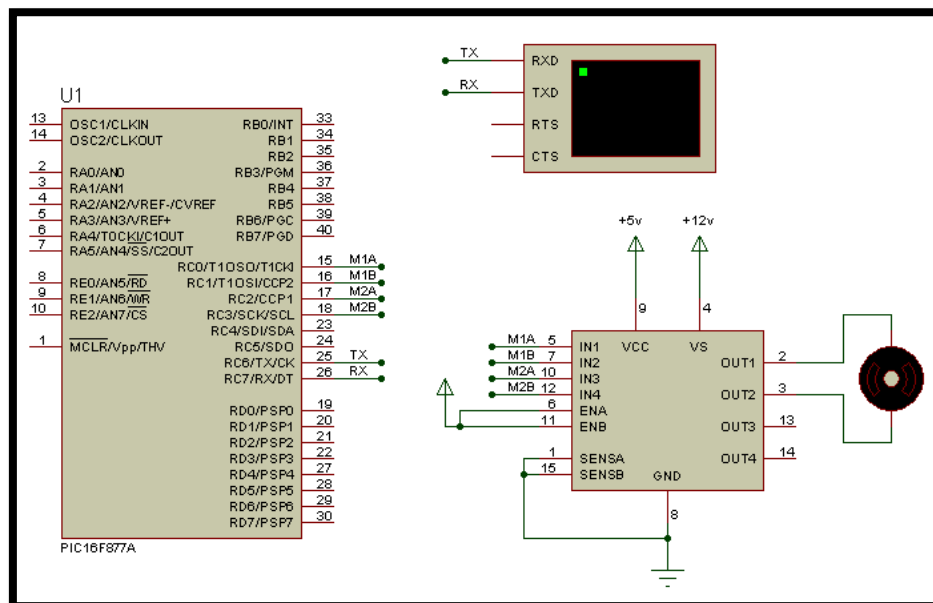 TX
RXD
RX
TXD
RTS
CTS
U1
13 OSC1/CLKIN
14 OSC2/CLKOUT
2 RA0/AN0
3 RA1/AN1
4 RA2/AN2/VREF-/CVREF
5 RA3/AN3/VREF+
6 RA4/T0CKI/C1OUT
7 RA5/AN4/SS/C2OUT
8 RE0/AN5/RD
9 RE1/AN6/WR
10 RE2/AN7/CS
1 MCLR/Vpp/THV
RB0/INT 33
RB1 34
RB2 35
RB3/PGM 36
RB4 37
RB5 38
RB6/PGC 39
RB7/PGD 40
RC0/T1OSO/T1CKI 15 M1A
RC1/T1OSI/CCP2 16 M1B
RC2/CCP1 17 M2A
RC3/SCK/SCL 18 M2B
RC4/SDI/SDA 23
RC5/SDO 24
RC6/TX/CK 25 TX
RC7/RX/DT 26 RX
RD0/PSP0 19
RD1/PSP1 20
RD2/PSP2 21
RD3/PSP3 22
RD4/PSP4 27
RD5/PSP5 28
RD6/PSP6 29
RD7/PSP7 30
PIC16F877A
+5v
+12v
9
4
VCC
VS
M1A 5 IN1
M1B 7 IN2
M2A 10 IN3
M2B 12 IN4
6 ENA
11 ENB
1 SENSA
15 SENSB
OUT1 2
OUT2 3
OUT3 13
OUT4 14
GND
8